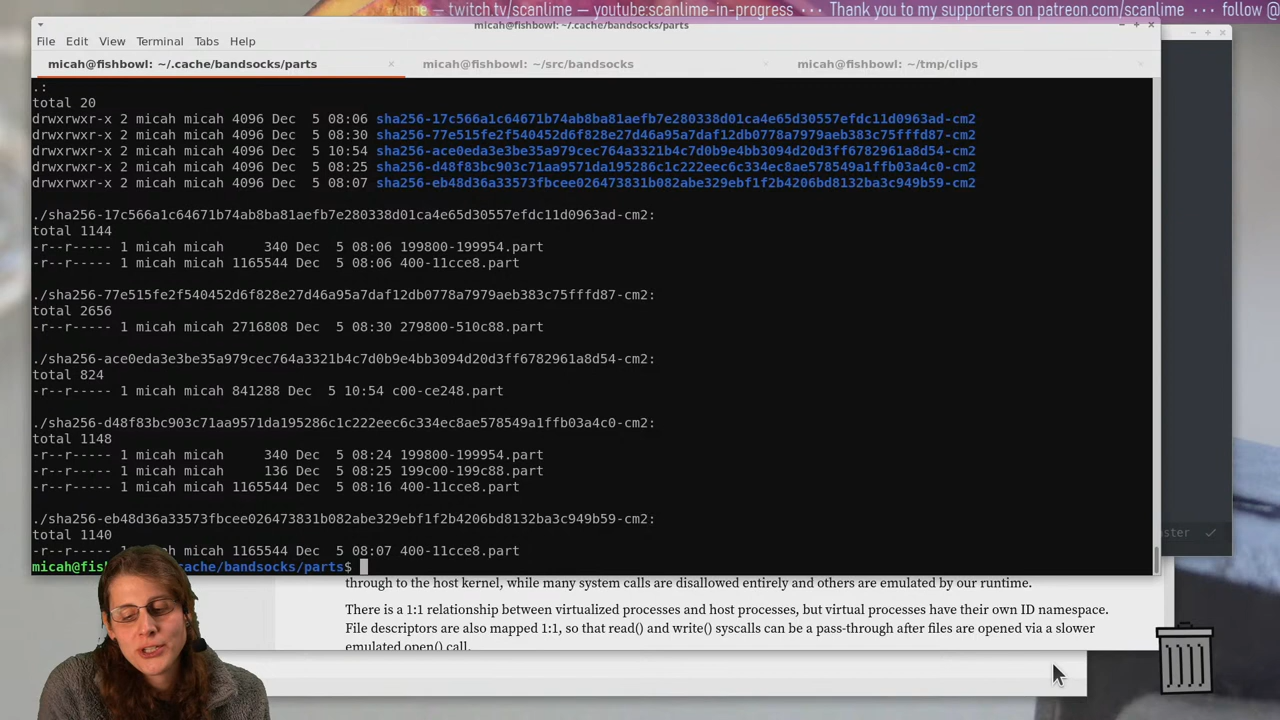 lime — twitch.tv/scanlime — youtube:scanlime-in-progress ··· Thank you to my supporters on patreon.com/scanlime ··· follow @
micah@fishbowl: ~/.cache/bandsocks/parts
File Edit View Terminal Tabs Help
micah@fishbowl: ~/.cache/bandsocks/parts × micah@fishbowl: ~/src/bandsocks micah@fishbowl: ~/tmp/clips
.:
total 20
drwxrwxr-x 2 micah micah 4096 Dec  5 08:06 sha256-17c566a1c64671b74ab8ba81aefb7e280338d01ca4e65d30557efdc11d0963ad-cm2
drwxrwxr-x 2 micah micah 4096 Dec  5 08:30 sha256-77e515fe2f540452d6f828e27d46a95a7daf12db0778a7979aeb383c75fffd87-cm2
drwxrwxr-x 2 micah micah 4096 Dec  5 10:54 sha256-ace0eda3e3be35a979cec764a3321b4c7d0b9e4bb3094d20d3ff6782961a8d54-cm2
drwxrwxr-x 2 micah micah 4096 Dec  5 08:25 sha256-d48f83bc903c71aa9571da195286c1c222eec6c334ec8ae578549a1ffb03a4c0-cm2
drwxrwxr-x 2 micah micah 4096 Dec  5 08:07 sha256-eb48d36a33573fbcee026473831b082abe329ebf1f2b4206bd8132ba3c949b59-cm2
./sha256-17c566a1c64671b74ab8ba81aefb7e280338d01ca4e65d30557efdc11d0963ad-cm2:
total 1144
-r--r----- 1 micah micah     340 Dec  5 08:06 199800-199954.part
-r--r----- 1 micah micah 1165544 Dec  5 08:06 400-11cce8.part
./sha256-77e515fe2f540452d6f828e27d46a95a7daf12db0778a7979aeb383c75fffd87-cm2:
total 2656
-r--r----- 1 micah micah 2716808 Dec  5 08:30 279800-510c88.part
./sha256-ace0eda3e3be35a979cec764a3321b4c7d0b9e4bb3094d20d3ff6782961a8d54-cm2:
total 824
-r--r----- 1 micah micah 841288 Dec  5 10:54 c00-ce248.part
./sha256-d48f83bc903c71aa9571da195286c1c222eec6c334ec8ae578549a1ffb03a4c0-cm2:
total 1148
-r--r----- 1 micah micah     340 Dec  5 08:24 199800-199954.part
-r--r----- 1 micah micah     136 Dec  5 08:25 199c00-199c88.part
-r--r----- 1 micah micah 1165544 Dec  5 08:16 400-11cce8.part
./sha256-eb48d36a33573fbcee026473831b082abe329ebf1f2b4206bd8132ba3c949b59-cm2:
total 1140
-r--r----- 1 micah micah 1165544 Dec  5 08:07 400-11cce8.part
micah@fis cache/bandsocks/parts$
aster ✓
through to the host kernel, while many system calls are disallowed entirely and others are emulated by our runtime.
There is a 1:1 relationship between virtualized processes and host processes, but virtual processes have their own ID namespace.
File descriptors are also mapped 1:1, so that read() and write() syscalls can be a pass-through after files are opened via a slower
emulated open() call.